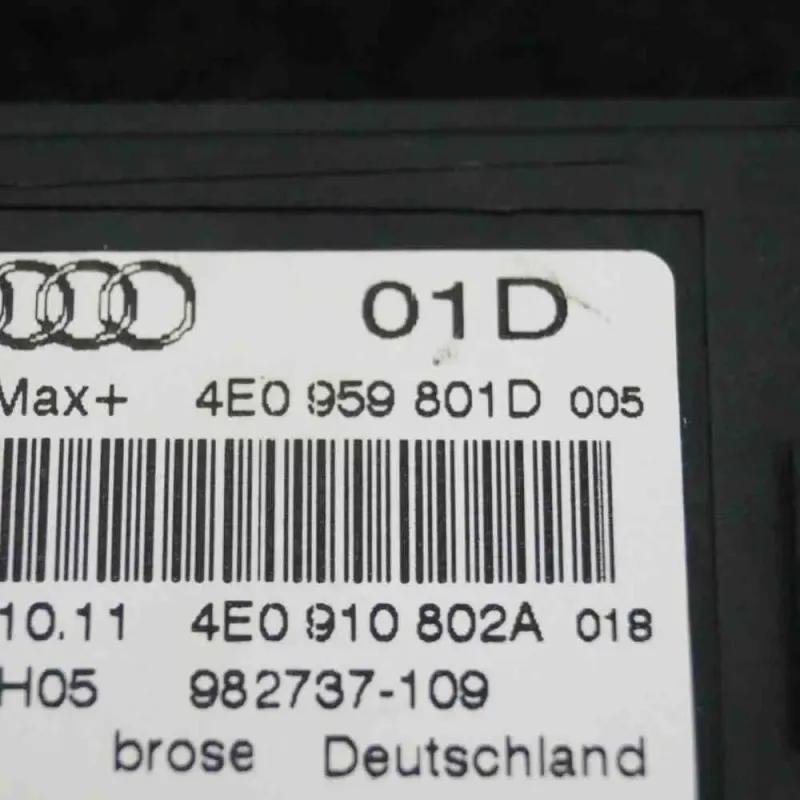 01D
Max+ 4E0 959 801D 005
10.11 4E0 910 802A 018
H05 982737-109
brose Deutschland